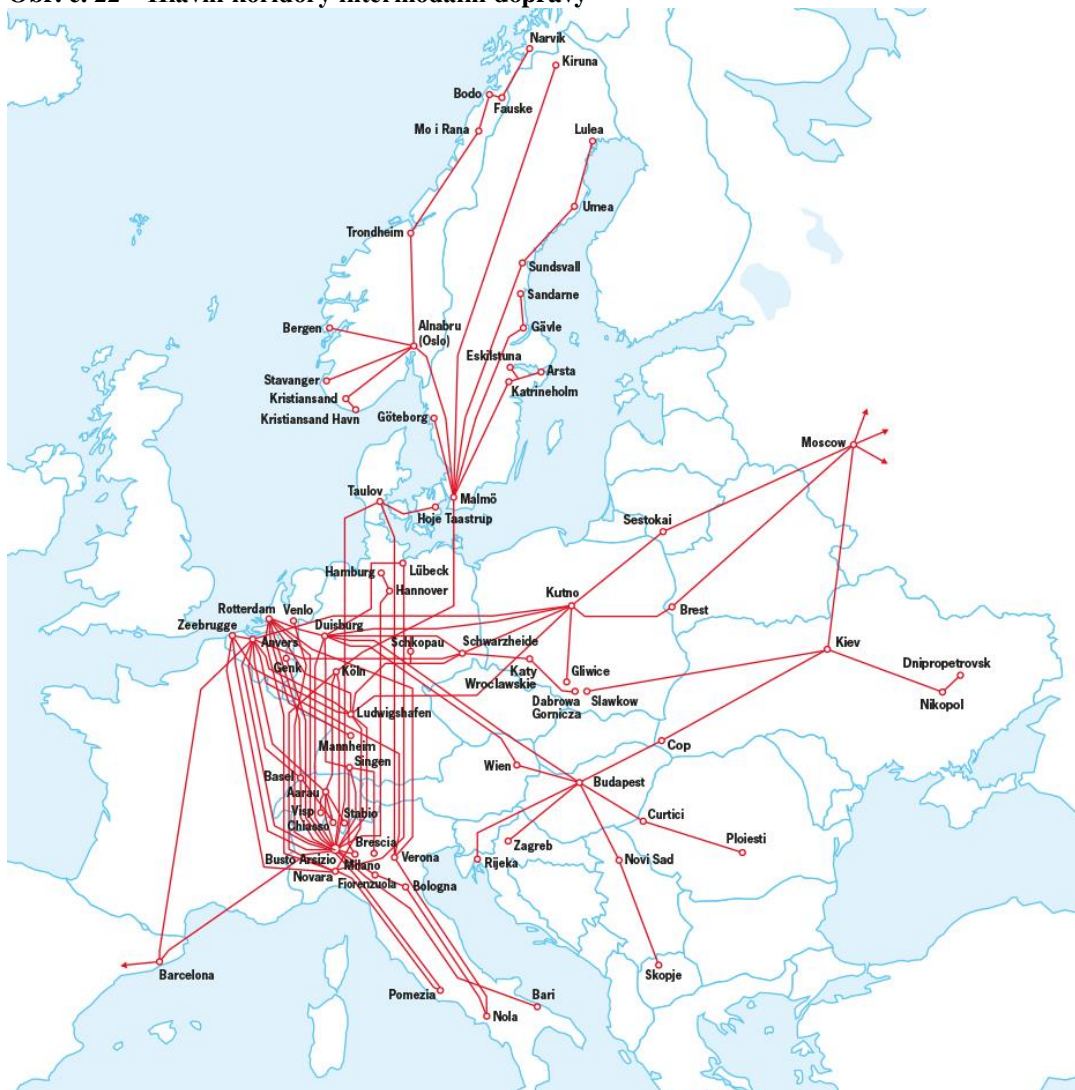 Obr. č. 22 Hlavní koridory intermodální dopravy
Narvik
Kiruna
Bodo
Fauske
Mo i Rana
Lulea
Umea
Trondheim
Sundsvall
Sandarne
Bergen
Alnabru
(Oslo)
Gävle
Eskilstuna
Arsta
Stavanger
Katrineholm
Kristiansand
Kristiansand Havn
Göteborg
Moscow
Taulov
Malmö
Hoje Taastrup
Sestokai
Hamburg
Lübeck
Hannover
Kutno
Brest
Rotterdam
Venlo
Zeebrugge
Duisburg
Anvers
Schkopau
Schwarzheide
Kiev
Genk
Köln
Katy
Wroclawskie
Gliwice
Dnipropetrovsk
Dabrowa
Gornicza
Slawkow
Nikopol
Ludwigshafen
Mannheim
Cop
Singen
Wien
Basel
Budapest
Aarau
Visp
Stabio
Chiasso
Curtici
Brescia
Zagreb
Ploiesti
Busto Arsizio
Milano
Verona
Rijeka
Novi Sad
Novara
Fiorenzuola
Bologna
Barcelona
Skopje
Pomezia
Bari
Nola